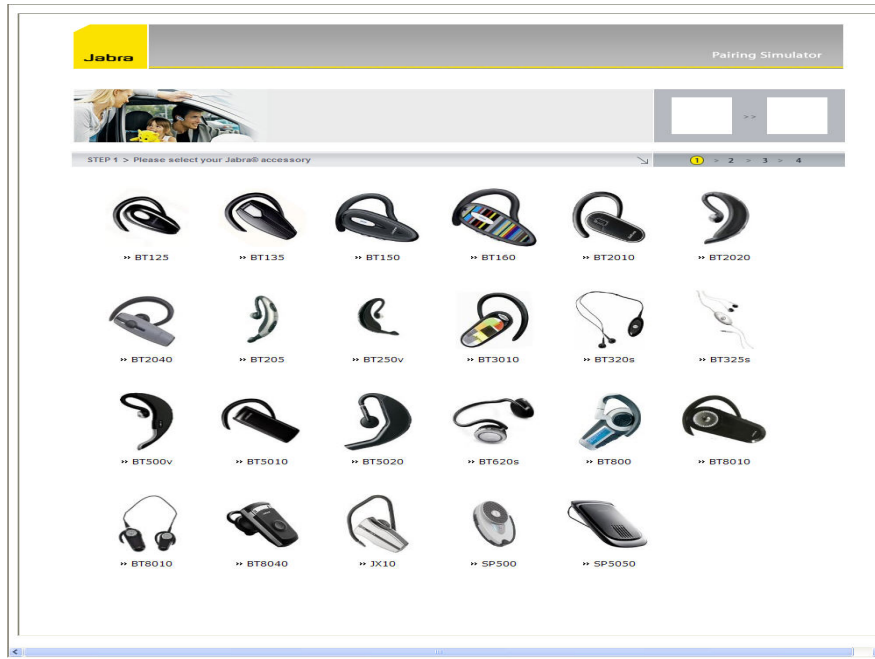 Jabra
Pairing Simulator
>>
STEP 1 > Please select your Jabra® accessory
1 > 2 > 3 > 4
›› BT125 ›› BT135 ›› BT150 ›› BT160 ›› BT2010 ›› BT2020
›› BT2040 ›› BT205 ›› BT250v ›› BT3010 ›› BT320s ›› BT325s
›› BT500v ›› BT5010 ›› BT5020 ›› BT620s ›› BT800 ›› BT8010
›› BT8010 ›› BT8040 ›› JX10 ›› SP500 ›› SP5050